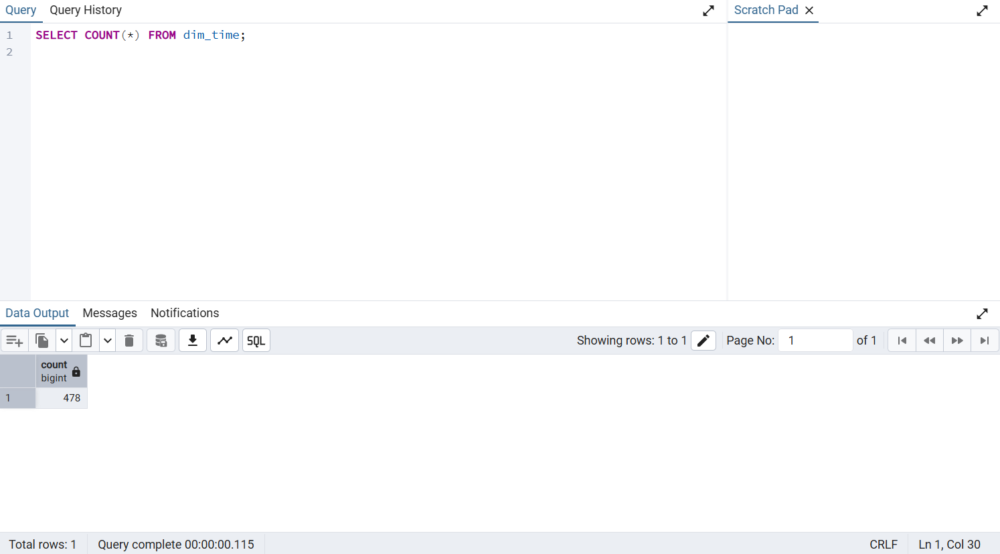 Query Query History
Scratch Pad
1 SELECT COUNT(*) FROM dim_time;
2
Data Output Messages Notifications
SQL Showing rows: 1 to 1 Page No: 1 of 1
count
bigint
1 478
Total rows: 1 Query complete 00:00:00.115 CRLF Ln 1, Col 30